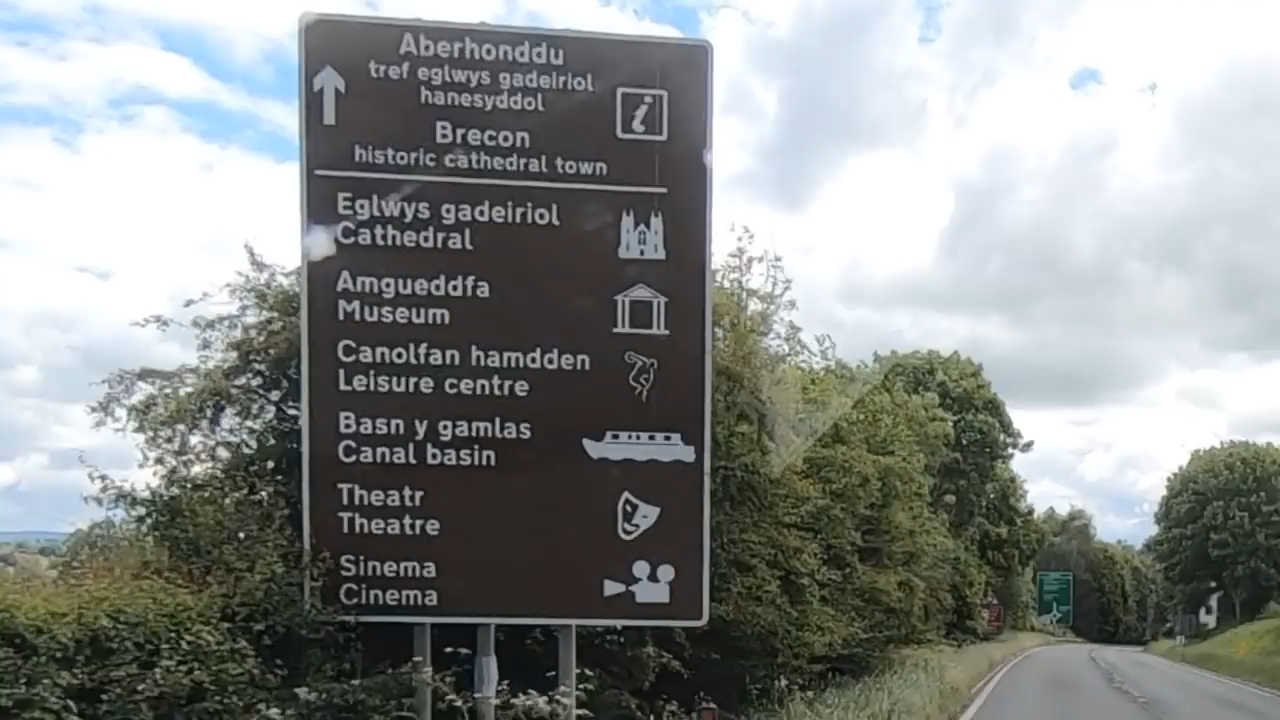 Aberhonddu
tref eglwys gadeiriol
hanesyddol
i
Brecon
historic cathedral town
Eglwys gadeiriol
Cathedral
Amgueddfa
Museum
Canolfan hamdden
Leisure centre
Basn y gamlas
Canal basin
Theatr
Theatre
Sinema
Cinema